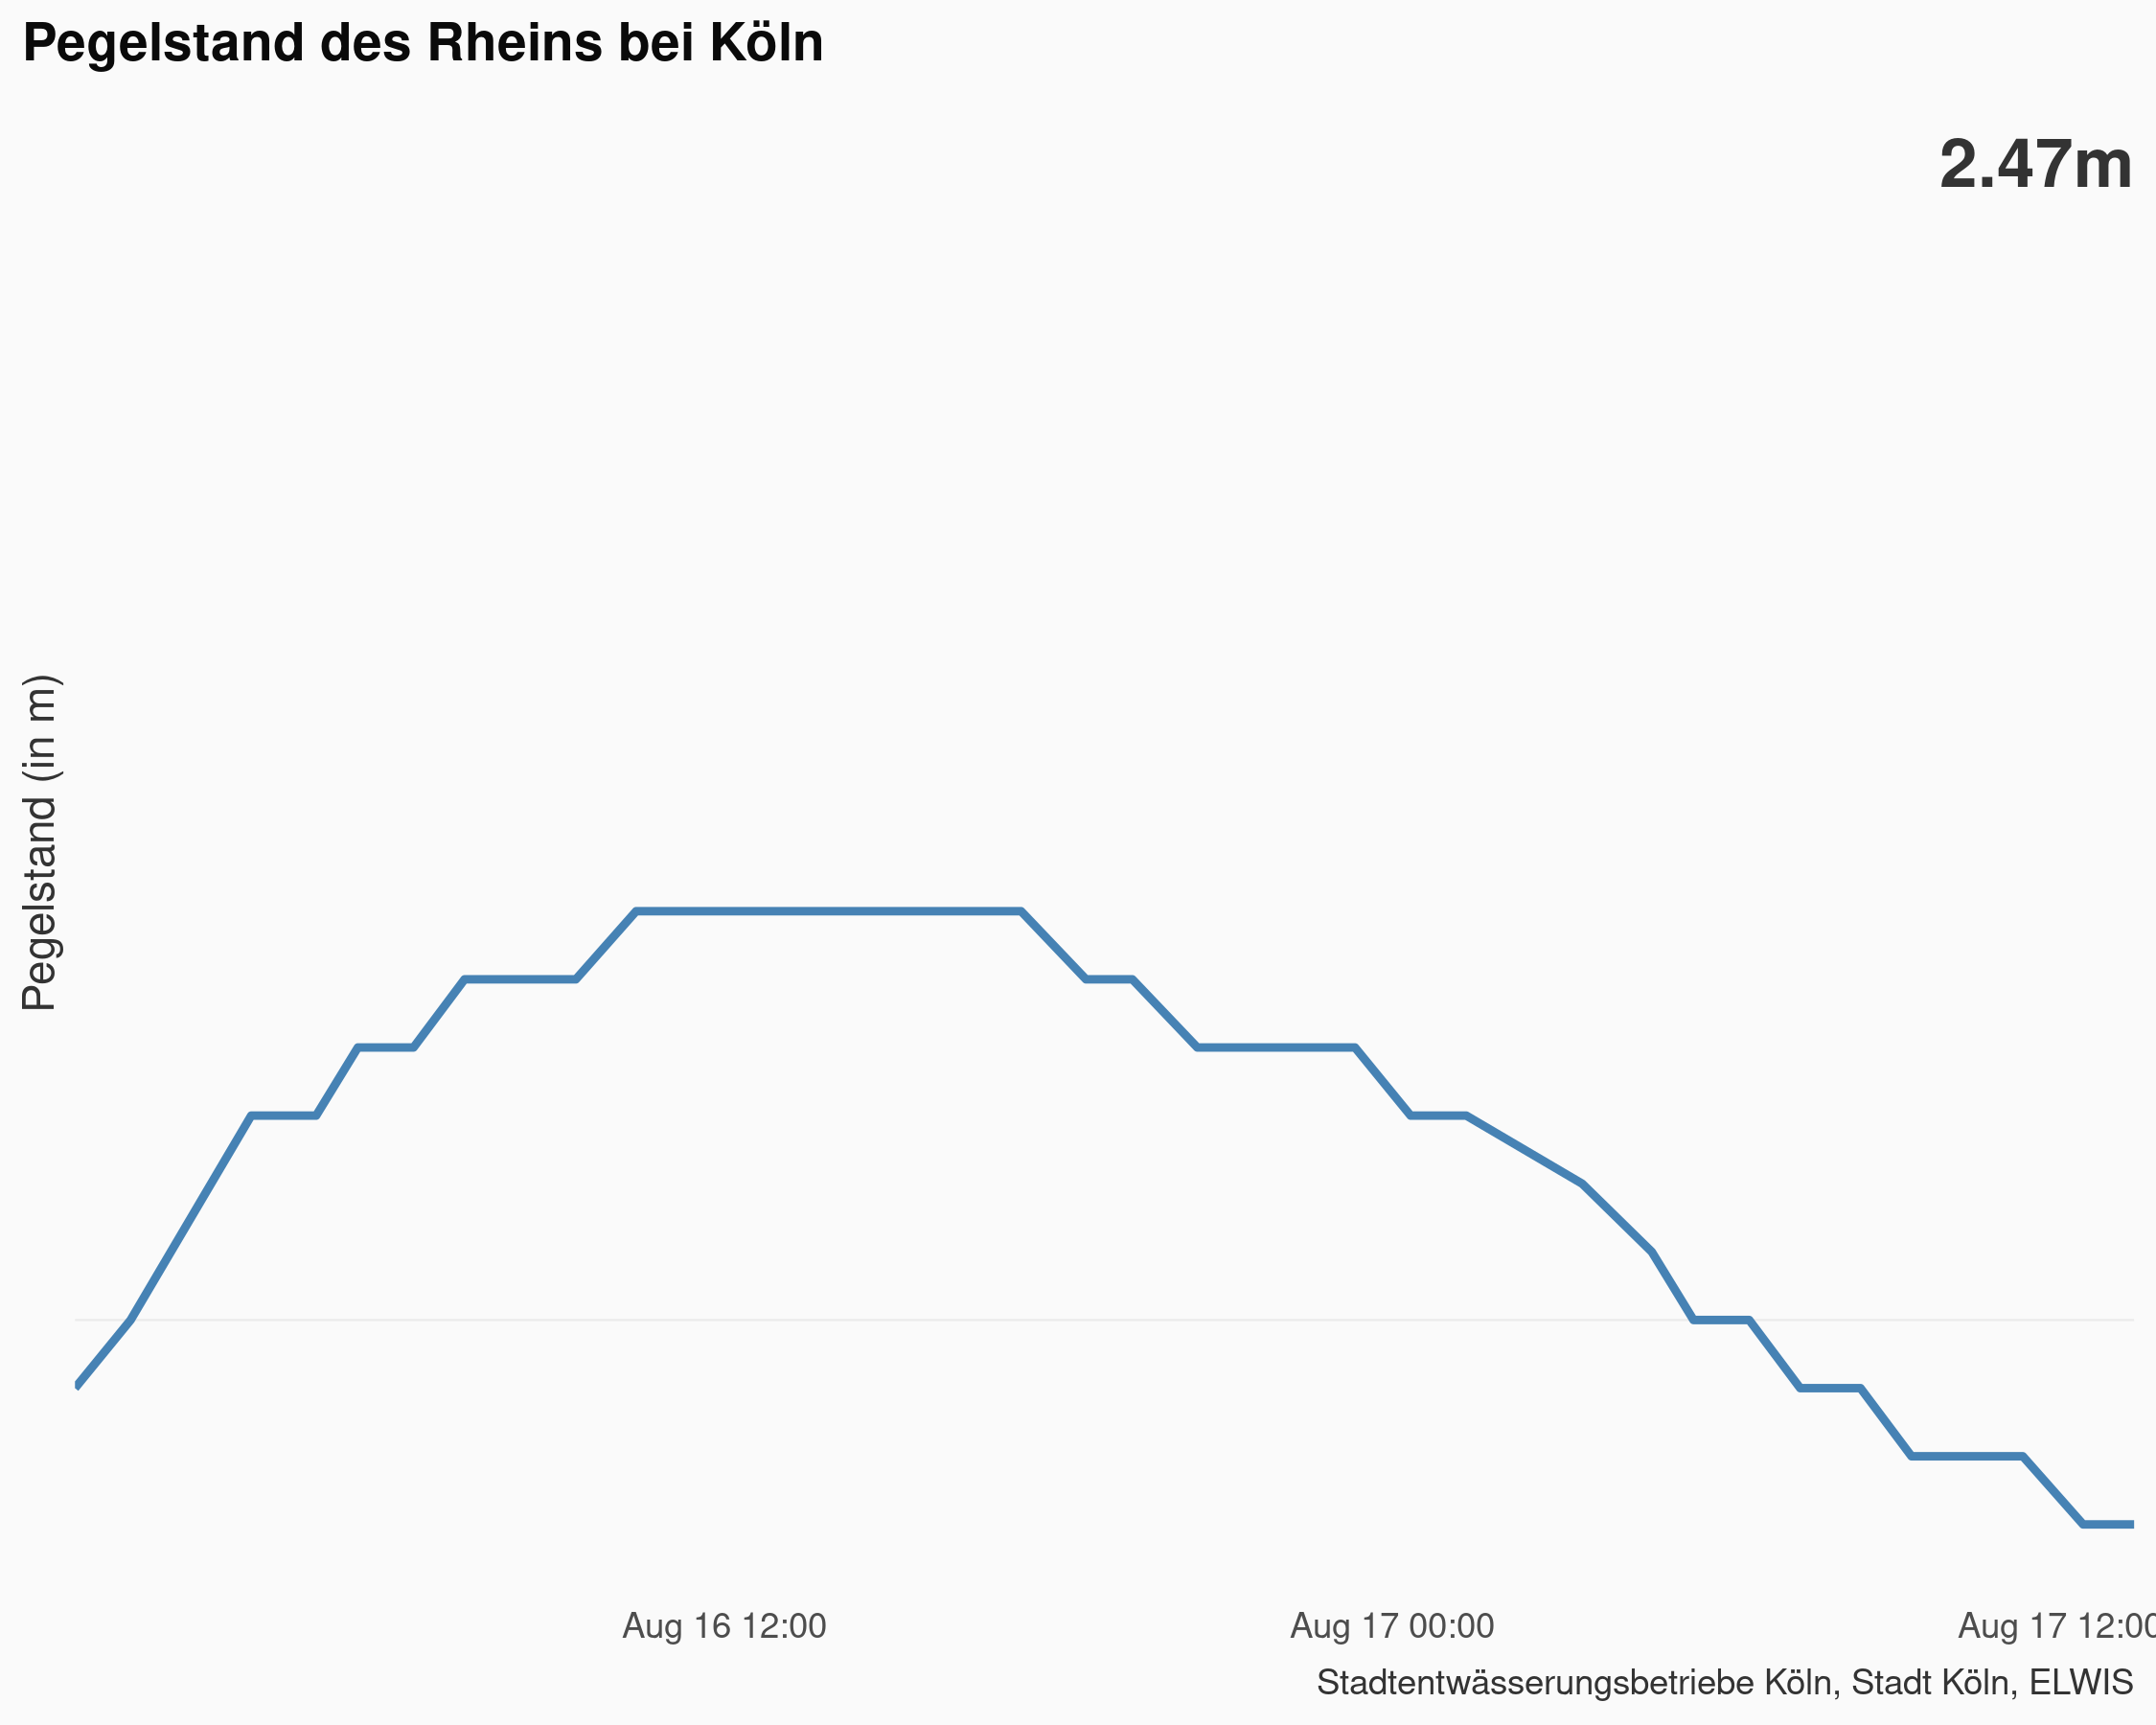 Pegelstand des Rheins bei Köln
2.47m
Pegelstand (in m)
Aug 16 12:00
Aug 17 00:00
Aug 17 12:00
Stadtentwässerungsbetriebe Köln, Stadt Köln, ELWIS